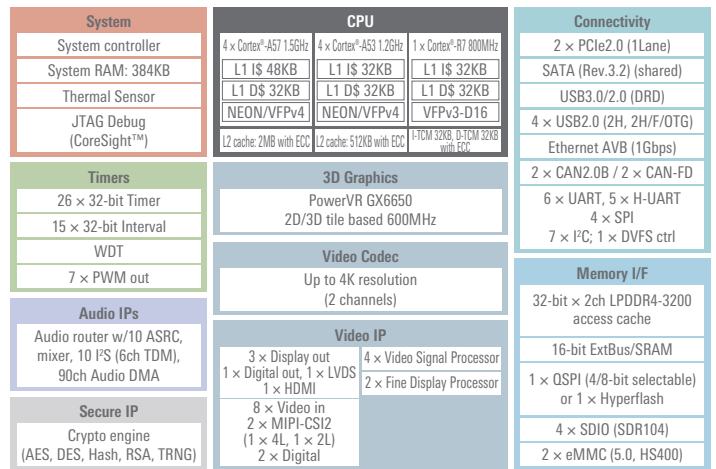 System
System controller
System RAM: 384KB
Thermal Sensor
JTAG Debug
(CoreSight™)
Timers
26 × 32-bit Timer
15 × 32-bit Interval
WDT
7 × PWM out
Audio IPs
Audio router w/10 ASRC,
mixer, 10 I²S (6ch TDM),
90ch Audio DMA
Secure IP
Crypto engine
(AES, DES, Hash, RSA, TRNG)
CPU
4 × Cortex®-A57 1.5GHz
L1 I$ 48KB
L1 D$ 32KB
NEON/VFPv4
L2 cache: 2MB with ECC
4 × Cortex®-A53 1.2GHz
L1 I$ 32KB
L1 D$ 32KB
NEON/VFPv4
L2 cache: 512KB with ECC
1 × Cortex®-R7 800MHz
L1 I$ 32KB
L1 D$ 32KB
VFPv3-D16
I-TCM 32KB, D-TCM 32KB
with ECC
3D Graphics
PowerVR GX6650
2D/3D tile based 600MHz
Video Codec
Up to 4K resolution
(2 channels)
Video IP
3 × Display out
1 × Digital out, 1 × LVDS
1 × HDMI
8 × Video in
2 × MIPI-CSI2
(1 × 4L, 1 × 2L)
2 × Digital
4 × Video Signal Processor
2 × Fine Display Processor
Connectivity
2 × PCIe2.0 (1Lane)
SATA (Rev.3.2) (shared)
USB3.0/2.0 (DRD)
4 × USB2.0 (2H, 2H/F/OTG)
Ethernet AVB (1Gbps)
2 × CAN2.0B / 2 × CAN-FD
6 × UART, 5 × H-UART
4 × SPI
7 × I²C; 1 × DVFS ctrl
Memory I/F
32-bit × 2ch LPDDR4-3200
access cache
16-bit ExtBus/SRAM
1 × QSPI (4/8-bit selectable)
or 1 × Hyperflash
4 × SDIO (SDR104)
2 × eMMC (5.0, HS400)